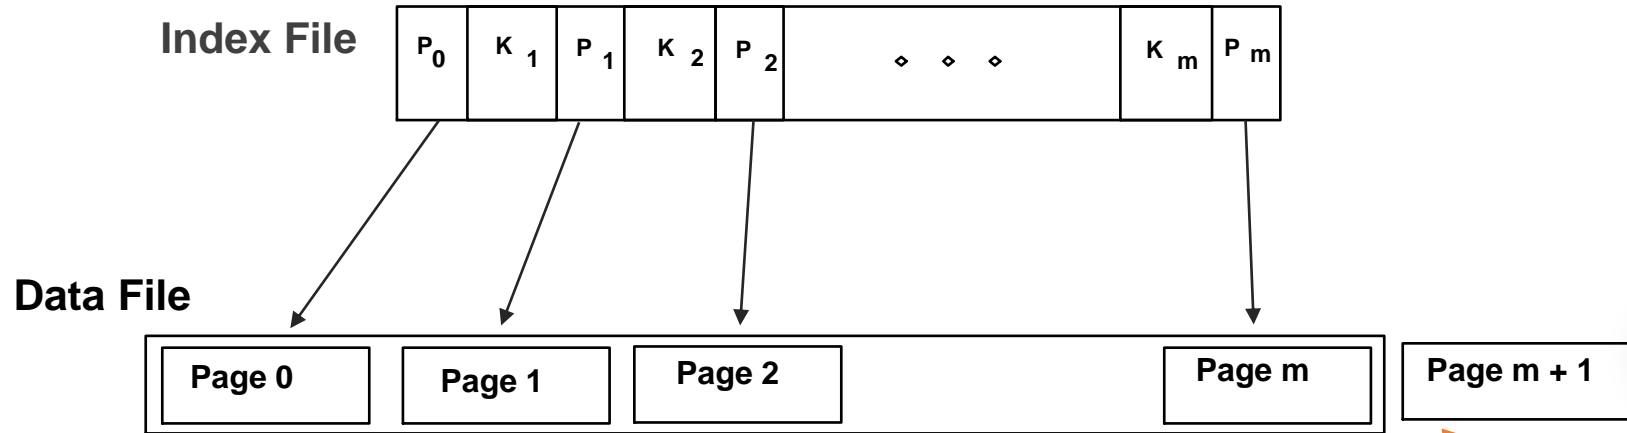 Index File
P0 K 1 P 1 K 2 P 2 K m P m
Data File
Page 0 Page 1 Page 2 Page m Page m + 1